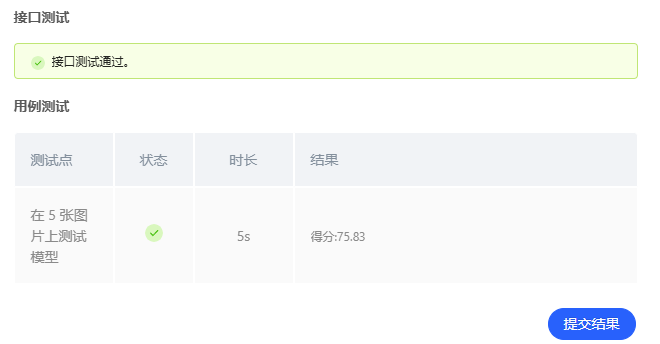 接口测试
接口测试通过。
用例测试
测试点 状态 时长 结果
在 5 张图
片上测试
模型
5s
得分:75.83
提交结果